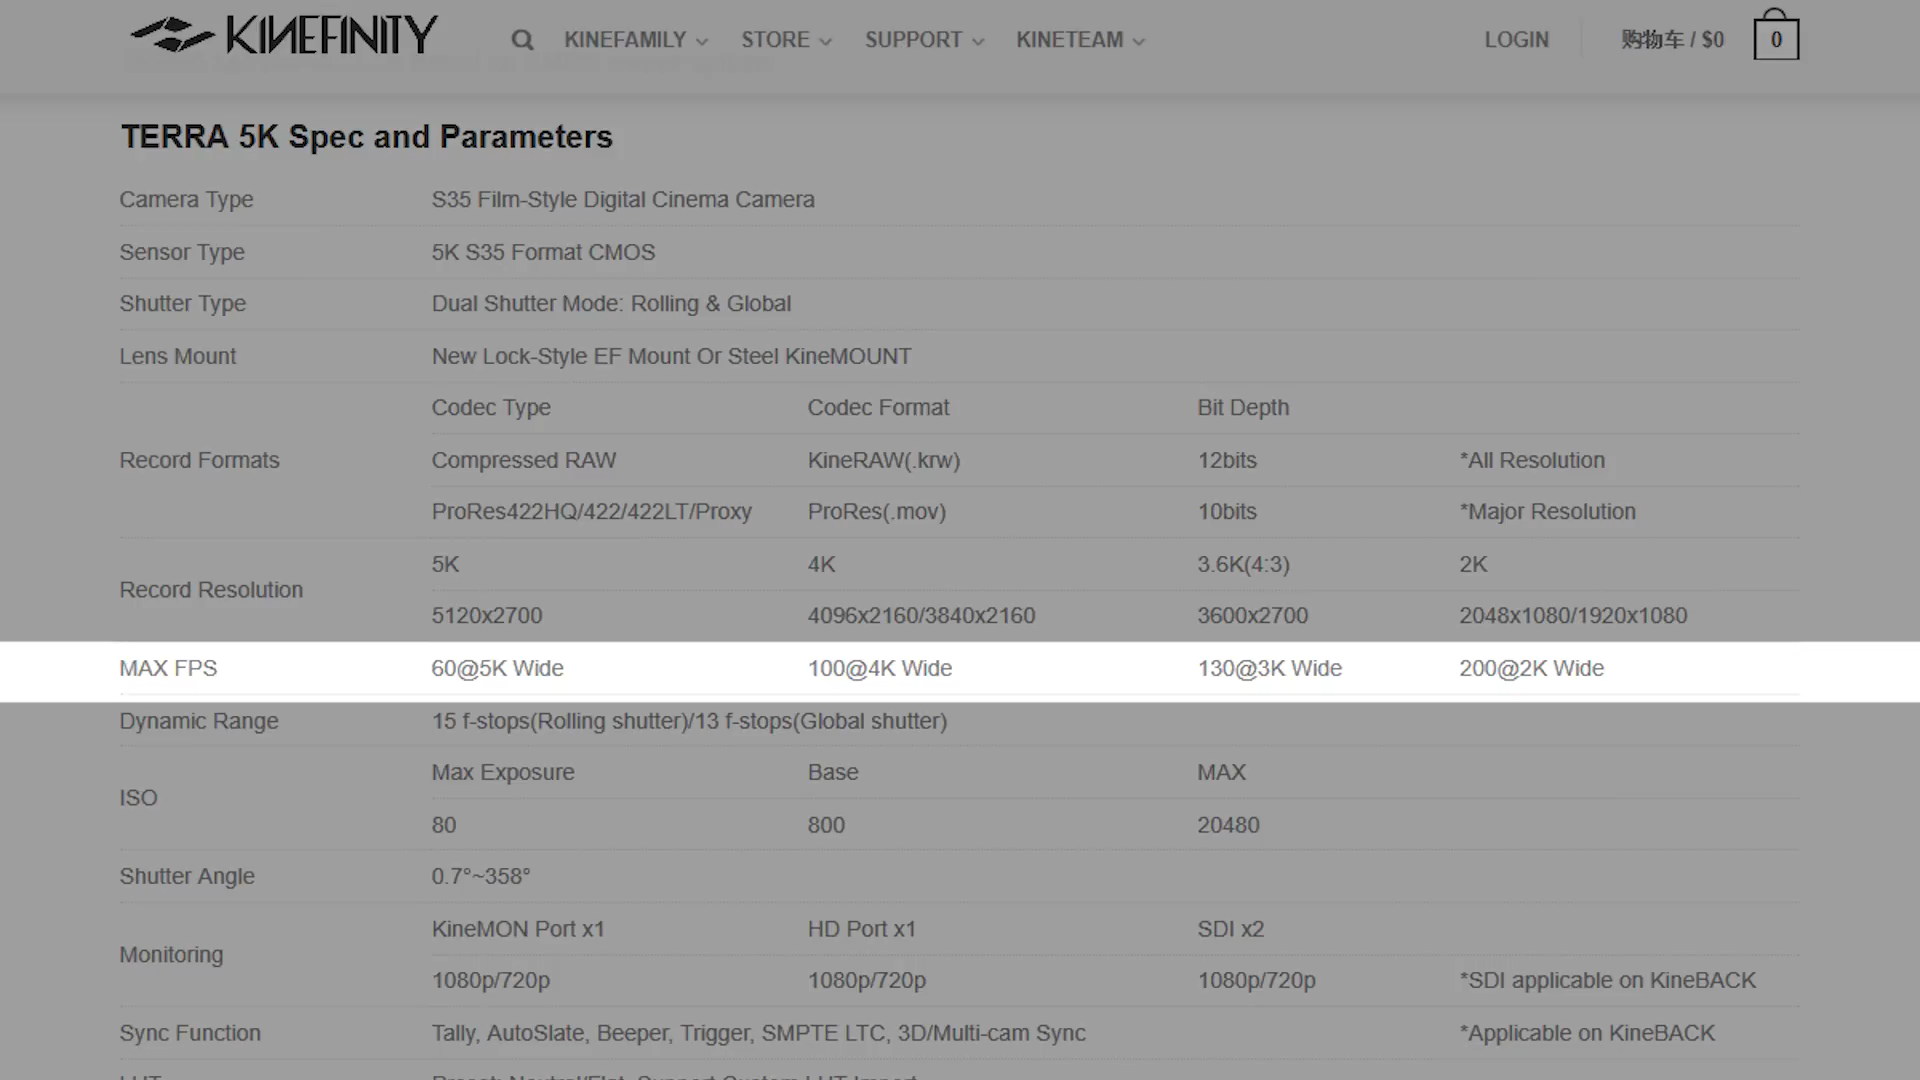 KINEFINITY
KINEFAMILY STORE SUPPORT KINETEAM LOGIN 购物车 / $0 0
TERRA 5K Spec and Parameters
Camera Type S35 Film-Style Digital Cinema Camera
Sensor Type 5K S35 Format CMOS
Shutter Type Dual Shutter Mode: Rolling & Global
Lens Mount New Lock-Style EF Mount Or Steel KineMOUNT
Codec Type Codec Format Bit Depth
Record Formats Compressed RAW KineRAW(.krw) 12bits *All Resolution
ProRes422HQ/422/422LT/Proxy ProRes(.mov) 10bits *Major Resolution
5K 4K 3.6K(4:3) 2K
Record Resolution
5120x2700 4096x2160/3840x2160 3600x2700 2048x1080/1920x1080
MAX FPS 60@5K Wide 100@4K Wide 130@3K Wide 200@2K Wide
Dynamic Range 15 f-stops(Rolling shutter)/13 f-stops(Global shutter)
Max Exposure Base MAX
ISO
80 800 20480
Shutter Angle 0.7°~358°
KineMON Port x1 HD Port x1 SDI x2
Monitoring
1080p/720p 1080p/720p 1080p/720p *SDI applicable on KineBACK
Sync Function Tally, AutoSlate, Beeper, Trigger, SMPTE LTC, 3D/Multi-cam Sync *Applicable on KineBACK